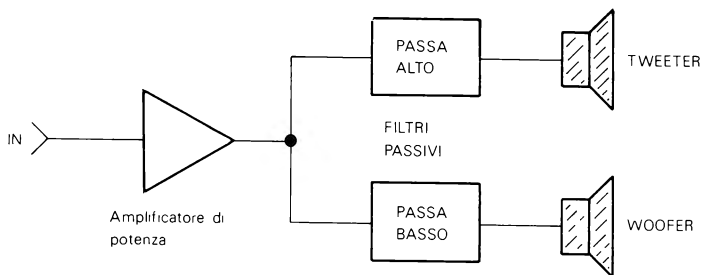 PASSA
ALTO
TWEETER
IN
FILTRI
PASSIVI
Amplificatore di
potenza
PASSA
BASSO
WOOFER